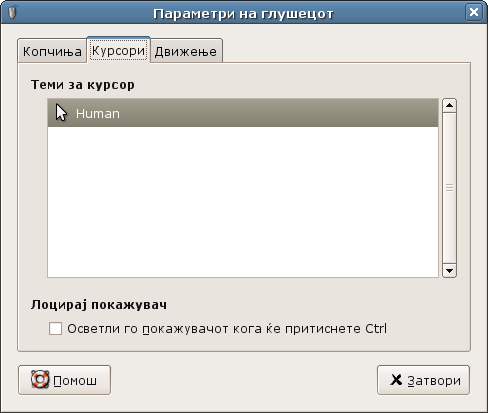 Параметри на глушецот
Копчиња Курсори Движење
Теми за курсор
Human
Лоцирај покажувач
Осветли го покажувачот кога ќе притиснете Ctrl
Помош Затвори